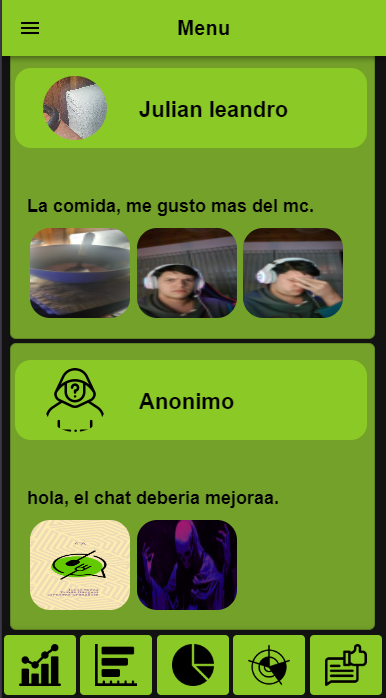 Menu
Julian leandro
La comida, me gusto mas del mc.
Anonimo
hola, el chat deberia mejoraa.